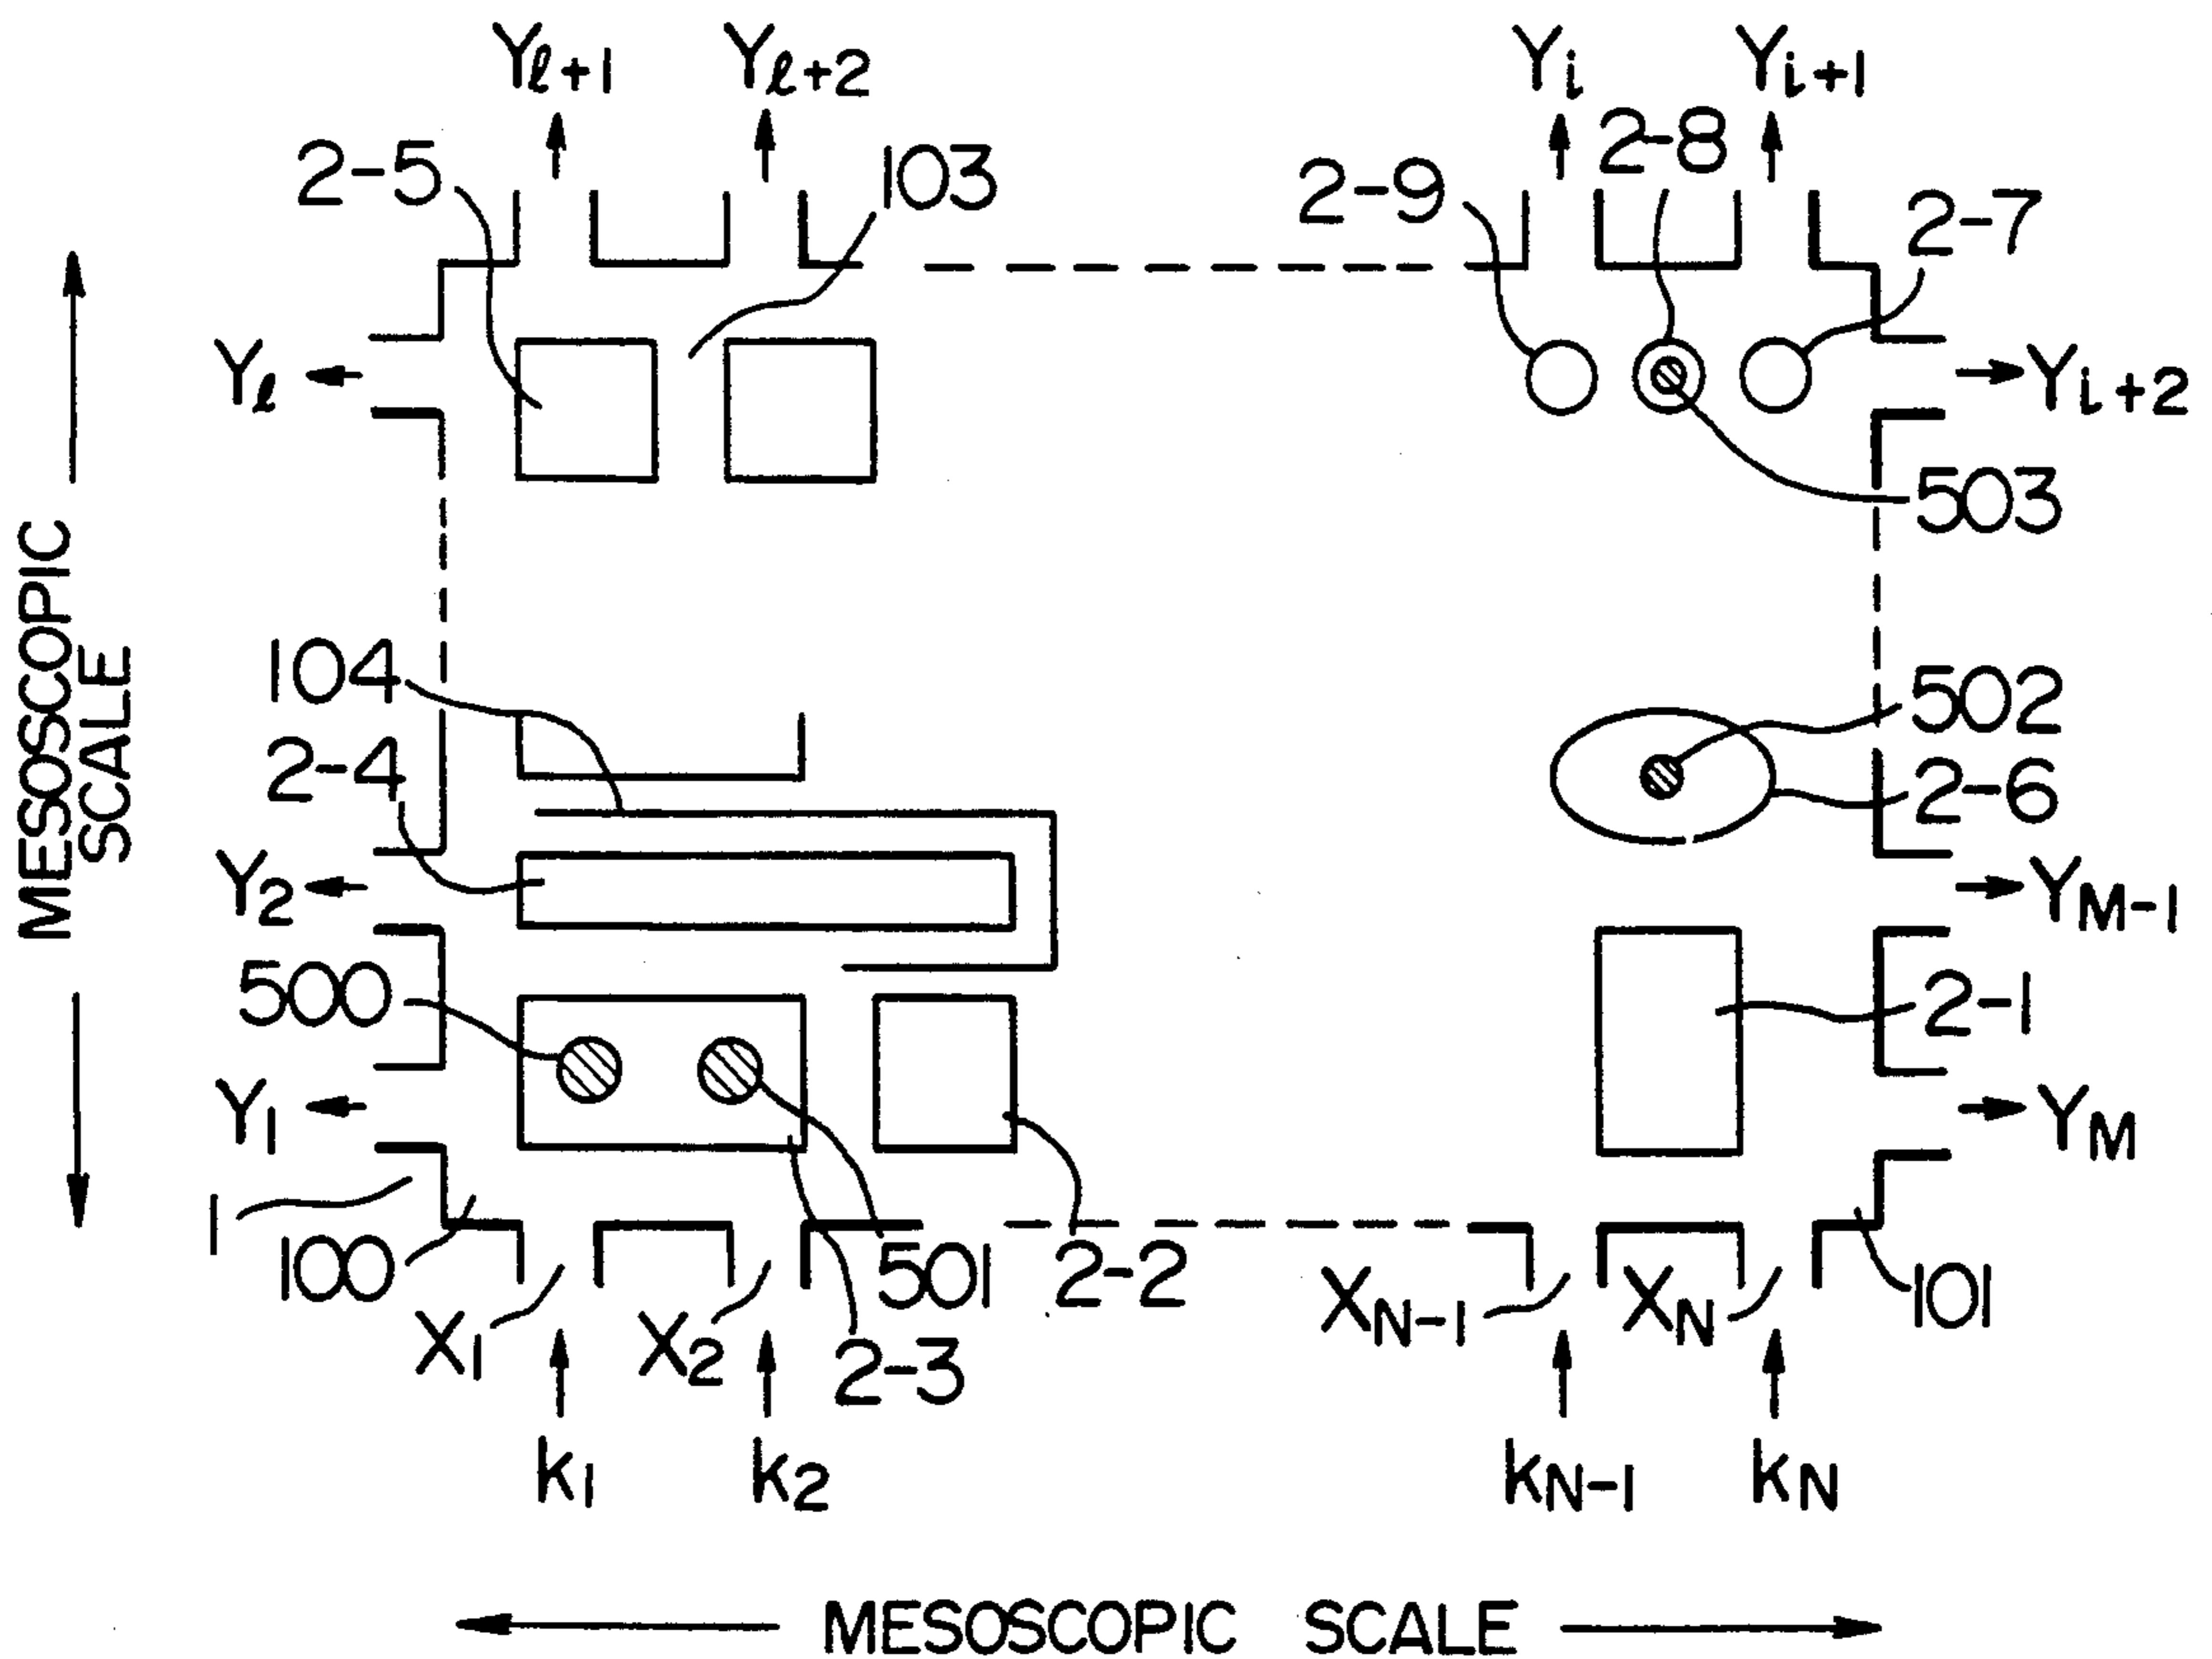 Yℓ+1 Yℓ+2 Yi Yi+1
2-5 103 2-9 2-8 2-7
Yℓ Yi+2
503
MESOSCOPIC
SCALE
104 502
2-4 2-6
Y2 YM-1
500 2-1
Y1 YM
1 100 501 2-2 101
X1 X2 2-3 XN-1 XN
k1 k2 kN-1 kN
MESOSCOPIC SCALE